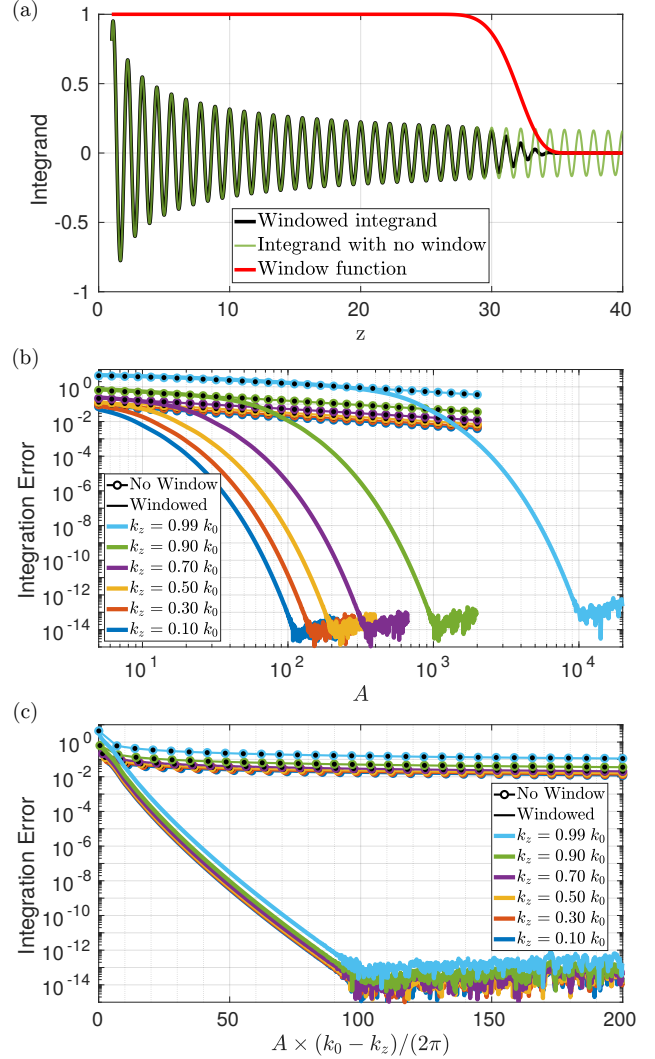 (a)
1
0.5
0
-0.5
-1
Integrand
Windowed integrand
Integrand with no window
Window function
0 10 20 30 40
z
(b)
10^0
10^-2
10^-4
10^-6
10^-8
10^-10
10^-12
10^-14
Integration Error
No Window
Windowed
k_z = 0.99 k_0
k_z = 0.90 k_0
k_z = 0.70 k_0
k_z = 0.50 k_0
k_z = 0.30 k_0
k_z = 0.10 k_0
10^1 10^2 10^3 10^4
A
(c)
10^0
10^-2
10^-4
10^-6
10^-8
10^-10
10^-12
10^-14
Integration Error
No Window
Windowed
k_z = 0.99 k_0
k_z = 0.90 k_0
k_z = 0.70 k_0
k_z = 0.50 k_0
k_z = 0.30 k_0
k_z = 0.10 k_0
0 50 100 150 200
A × (k_0 − k_z)/(2π)